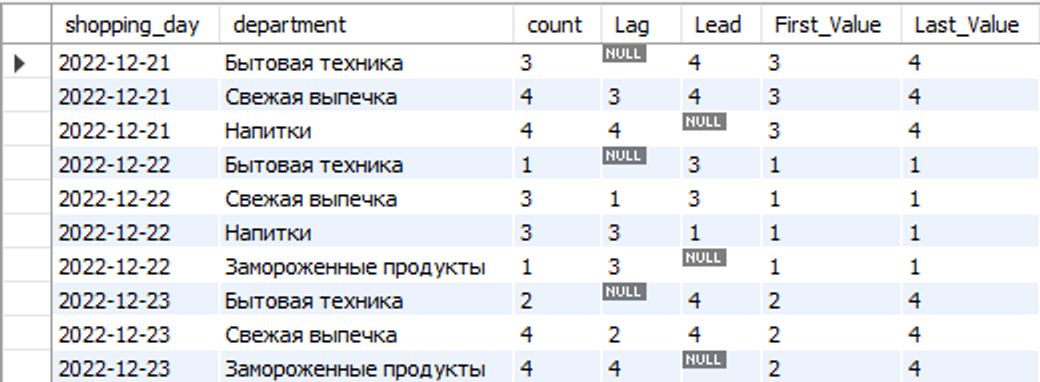 shopping_day department count Lag Lead First_Value Last_Value
2022-12-21 Бытовая техника 3 NULL 4 3 4
2022-12-21 Свежая выпечка 4 3 4 3 4
2022-12-21 Напитки 4 4 NULL 3 4
2022-12-22 Бытовая техника 1 NULL 3 1 1
2022-12-22 Свежая выпечка 3 1 3 1 1
2022-12-22 Напитки 3 3 1 1 1
2022-12-22 Замороженные продукты 1 3 NULL 1 1
2022-12-23 Бытовая техника 2 NULL 4 2 4
2022-12-23 Свежая выпечка 4 2 4 2 4
2022-12-23 Замороженные продукты 4 4 NULL 2 4